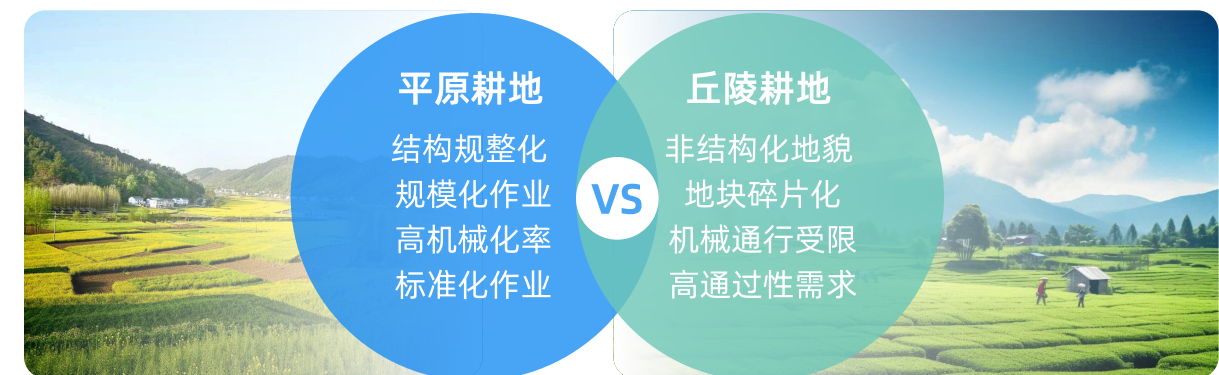 平原耕地
结构规整化
规模化作业
高机械化率
标准化作业
VS
丘陵耕地
非结构化地貌
地块碎片化
机械通行受限
高通过性需求